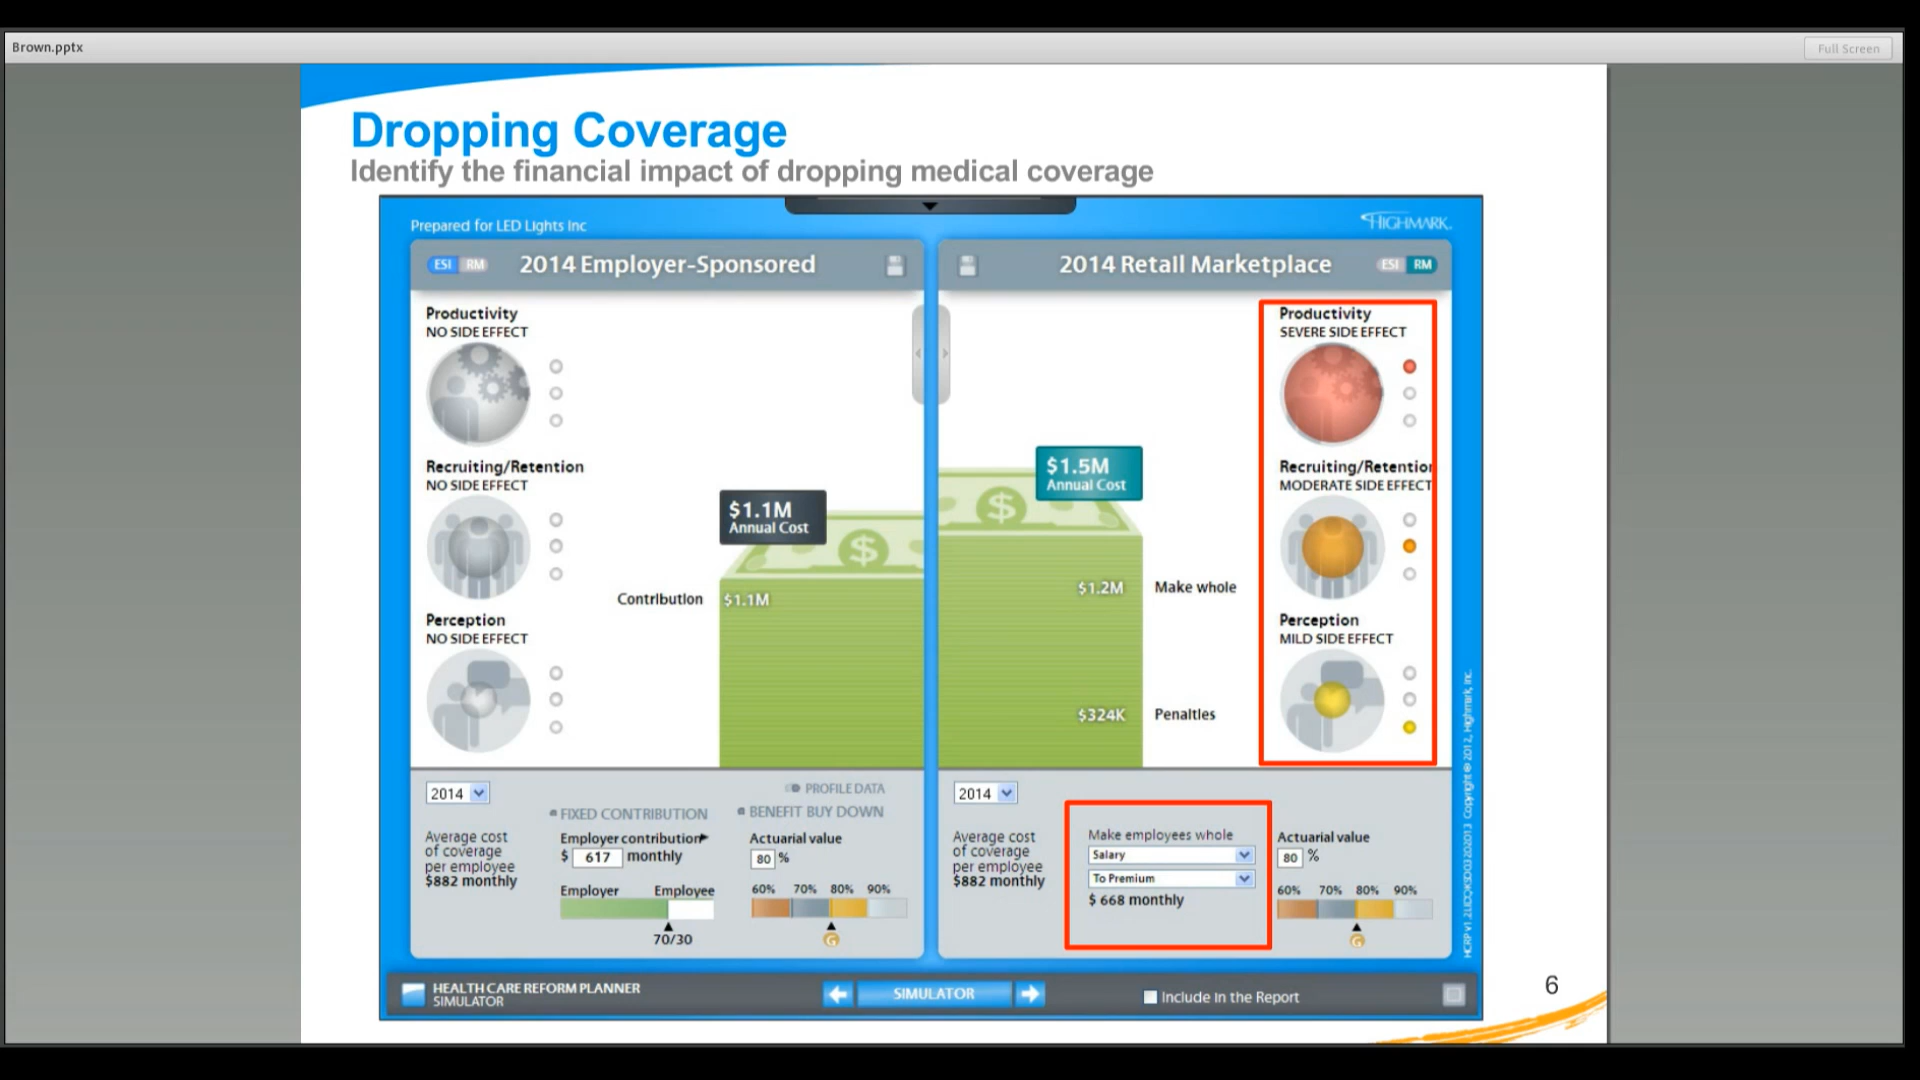 Brown.pptx
Full Screen
Dropping Coverage
Identify the financial impact of dropping medical coverage
Prepared for LED Lights Inc
HIGHMARK.
ESI RM
2014 Employer-Sponsored
Productivity
NO SIDE EFFECT
Recruiting/Retention
NO SIDE EFFECT
Perception
NO SIDE EFFECT
$1.1M
Annual Cost
Contribution
$1.1M
2014
Average cost
of coverage
per employee
$882 monthly
FIXED CONTRIBUTION
Employer contribution
$ 617 monthly
Employer Employee
70/30
PROFILE DATA
BENEFIT BUY DOWN
Actuarial value
80 %
60% 70% 80% 90%
G
2014 Retail Marketplace
ESI RM
$1.5M
Annual Cost
$1.2M Make whole
$324K Penalties
Productivity
SEVERE SIDE EFFECT
Recruiting/Retention
MODERATE SIDE EFFECT
Perception
MILD SIDE EFFECT
2014
Average cost
of coverage
per employee
$882 monthly
Make employees whole
Salary
To Premium
$ 668 monthly
Actuarial value
80 %
60% 70% 80% 90%
G
Copyright © 2012, Highmark, Inc.
HEALTH CARE REFORM PLANNER
SIMULATOR
SIMULATOR
Include in the Report
6